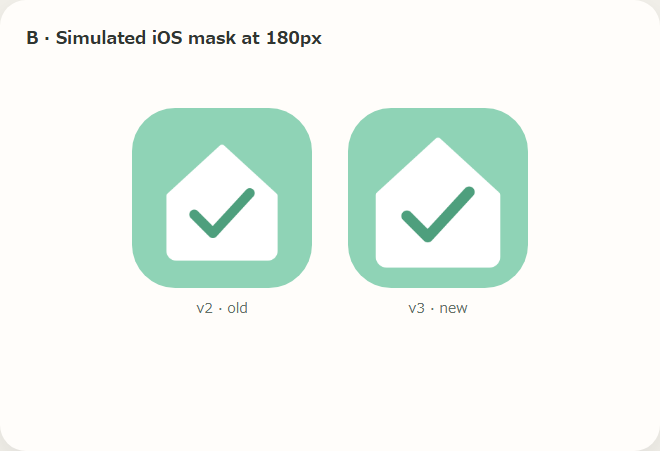 B · Simulated iOS mask at 180px
v2 · old
v3 · new